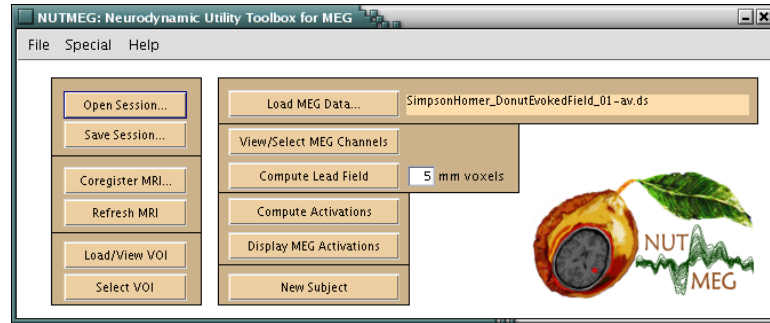 NUTMEG: Neurodynamic Utility Toolbox for MEG
File Special Help
Open Session...
Save Session...
Coregister MRI...
Refresh MRI
Load/View VOI
Select VOI
Load MEG Data... SimpsonHomer_DonutEvokedField_01-av.ds
View/Select MEG Channels
Compute Lead Field 5 mm voxels
Compute Activations
Display MEG Activations
New Subject
NUT
MEG